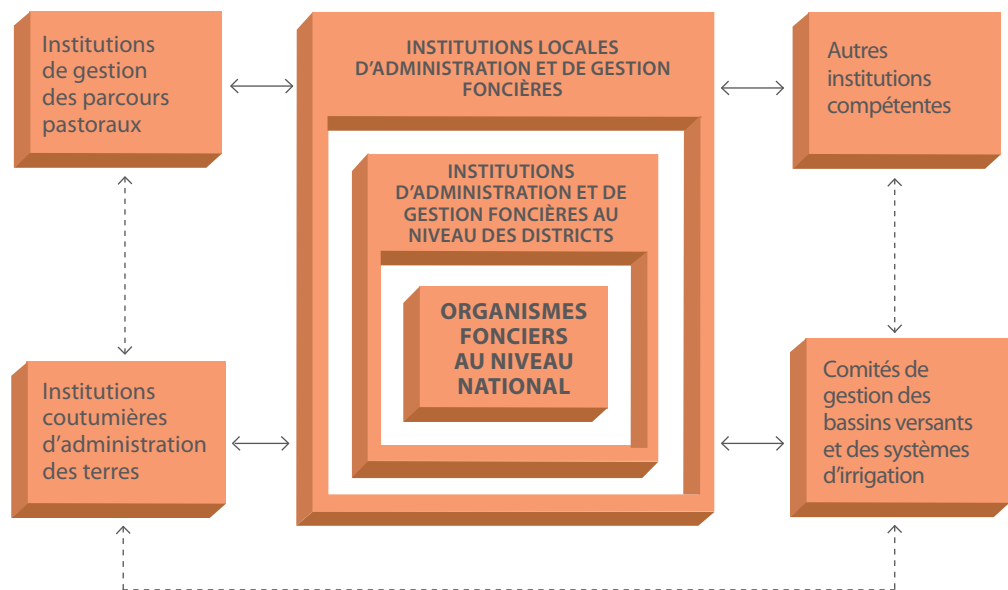 Institutions
de gestion
des parcours
pastoraux
INSTITUTIONS LOCALES
D'ADMINISTRATION ET DE GESTION
FONCIÈRES
Autres
institutions
compétentes
INSTITUTIONS
D'ADMINISTRATION ET DE
GESTION FONCIÈRES AU
NIVEAU DES DISTRICTS
ORGANISMES
FONCIERS
AU NIVEAU
NATIONAL
Institutions
coutumières
d'administration
des terres
Comités de
gestion des
bassins versants
et des systèmes
d'irrigation